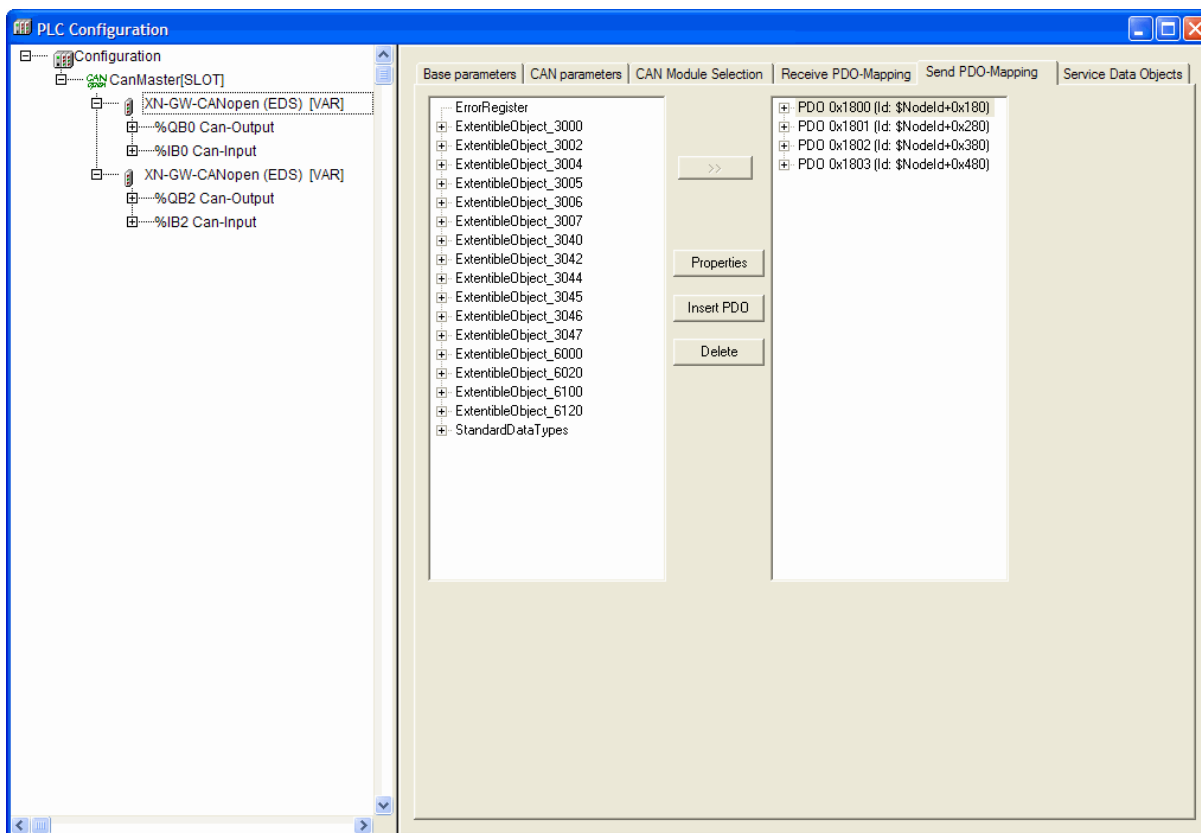 PLC Configuration
Configuration
CAN open CanMaster[SLOT]
XN-GW-CANopen (EDS) [VAR]
%QB0 Can-Output
%IB0 Can-Input
XN-GW-CANopen (EDS) [VAR]
%QB2 Can-Output
%IB2 Can-Input
Base parameters CAN parameters CAN Module Selection Receive PDO-Mapping Send PDO-Mapping Service Data Objects
ErrorRegister
ExtentibleObject_3000
ExtentibleObject_3002
ExtentibleObject_3004
ExtentibleObject_3005
ExtentibleObject_3006
ExtentibleObject_3007
ExtentibleObject_3040
ExtentibleObject_3042
ExtentibleObject_3044
ExtentibleObject_3045
ExtentibleObject_3046
ExtentibleObject_3047
ExtentibleObject_6000
ExtentibleObject_6020
ExtentibleObject_6100
ExtentibleObject_6120
StandardDataTypes
>>
Properties
Insert PDO
Delete
PDO 0x1800 (Id: $NodeId+0x180)
PDO 0x1801 (Id: $NodeId+0x280)
PDO 0x1802 (Id: $NodeId+0x380)
PDO 0x1803 (Id: $NodeId+0x480)